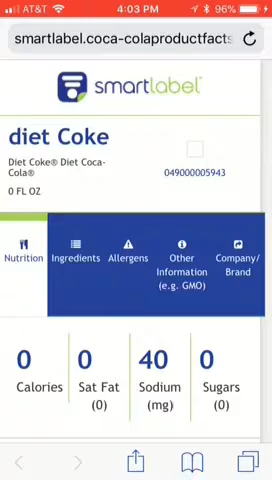 AT&T 4:03 PM 96%
smartlabel.coca-colaproductfacts
smartlabel
diet Coke
Diet Coke® Diet Coca-
Cola®
0 FL OZ
049000005943
Nutrition
Ingredients
Allergens
Other
Information
(e.g. GMO)
Company/
Brand
0
Calories
0
Sat Fat
(0)
40
Sodium
(mg)
0
Sugars
(0)